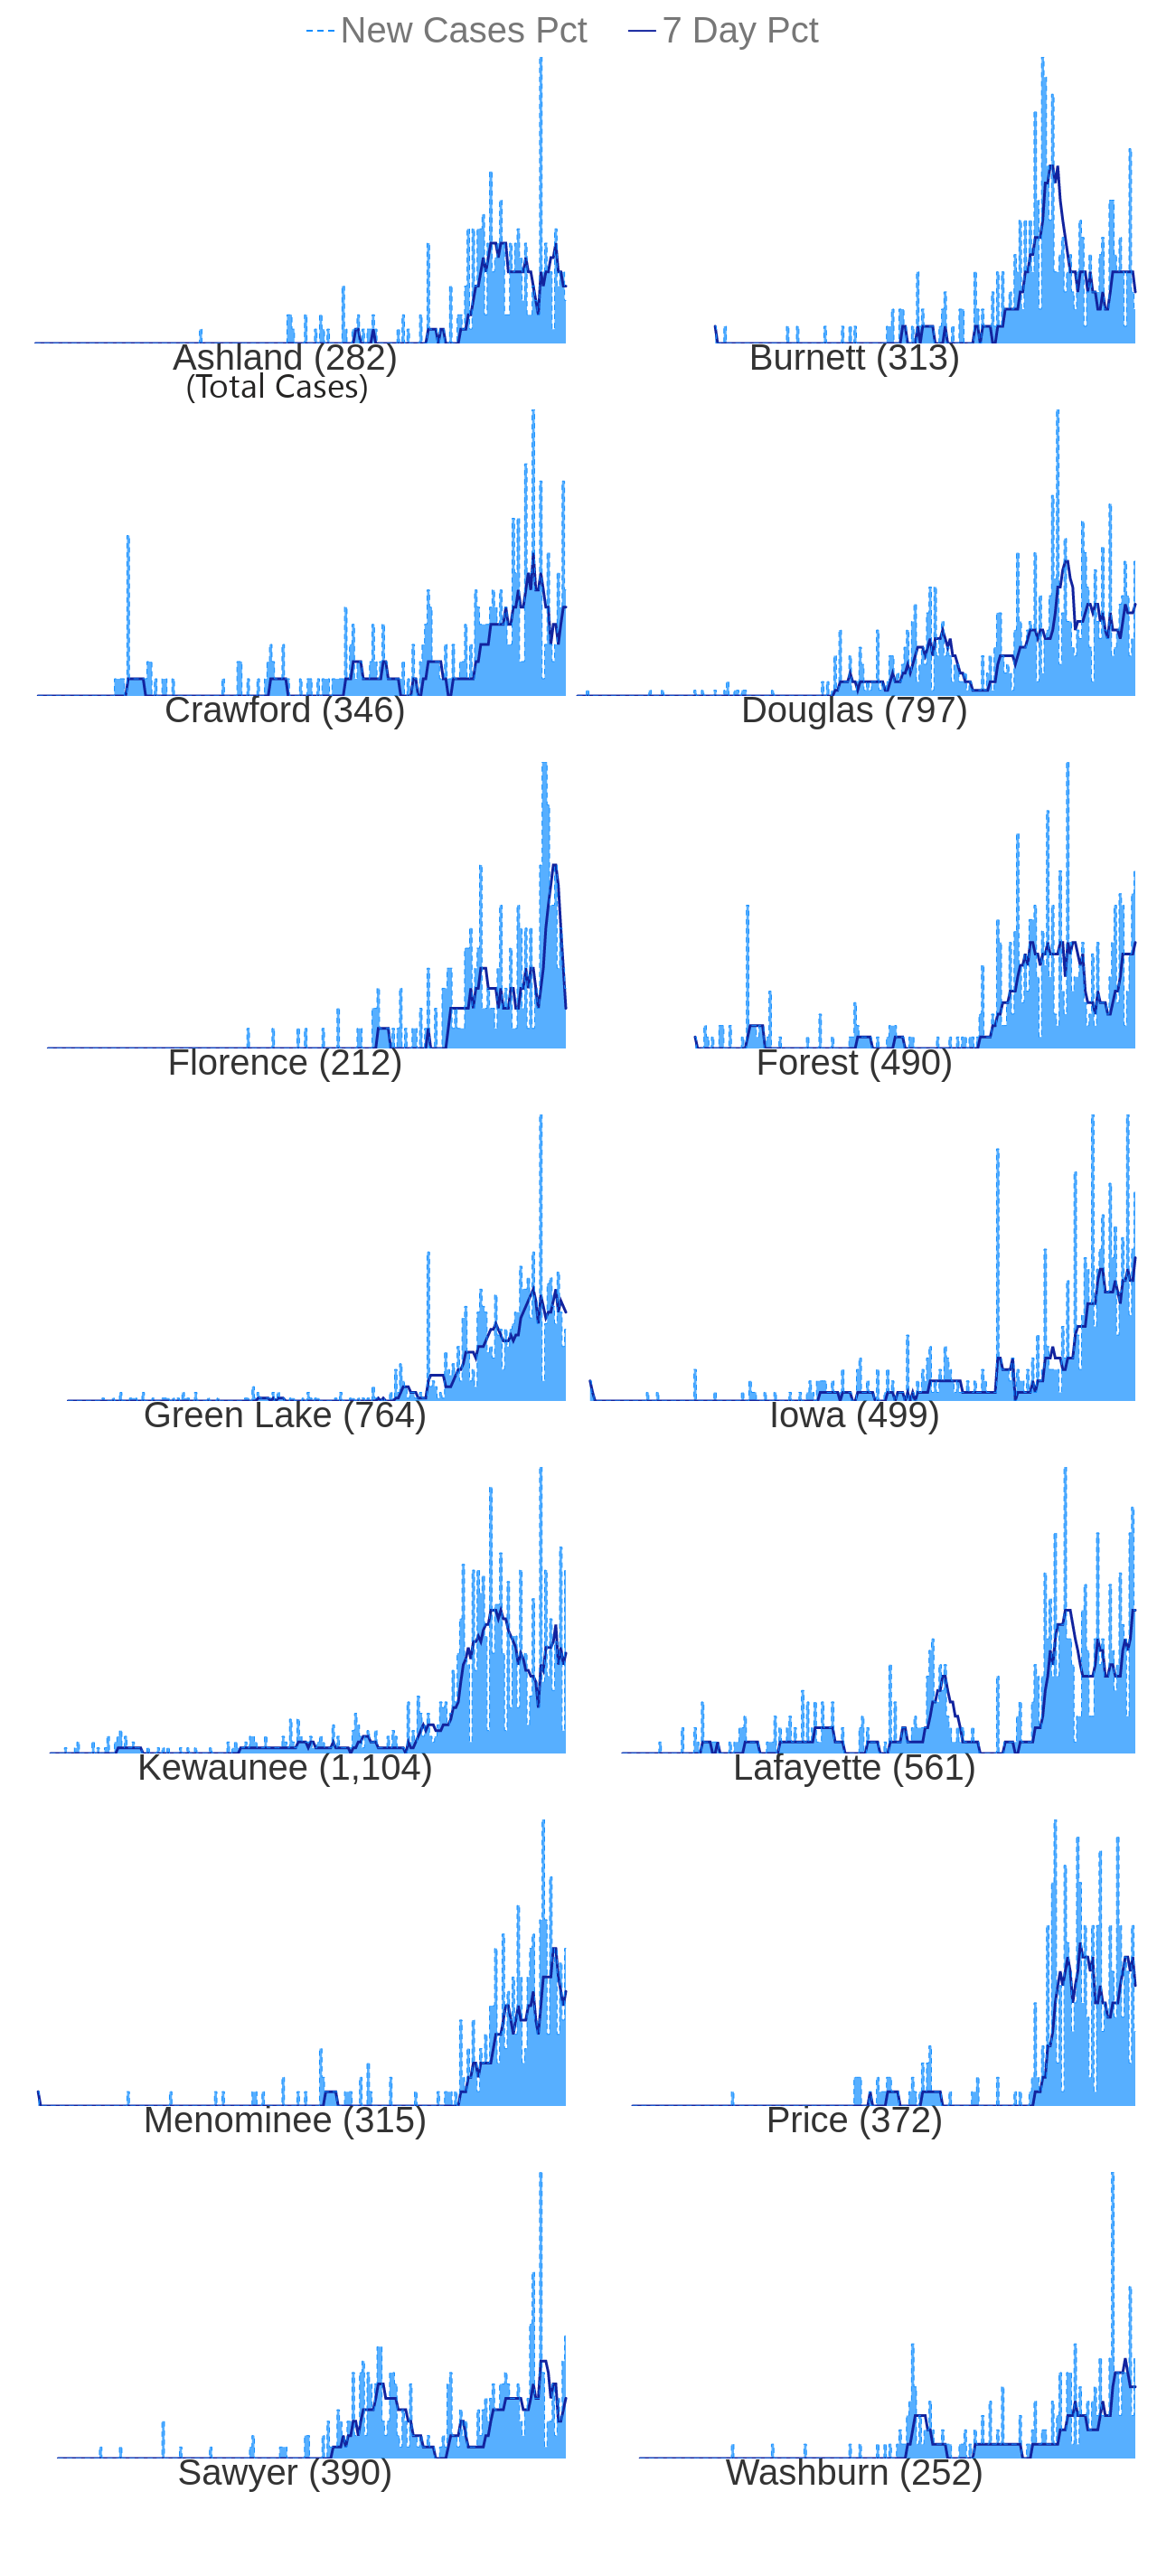 New Cases Pct 7 Day Pct
Ashland (282) Burnett (313)
(Total Cases)
Crawford (346) Douglas (797)
Florence (212) Forest (490)
Green Lake (764) Iowa (499)
Kewaunee (1,104) Lafayette (561)
Menominee (315) Price (372)
Sawyer (390) Washburn (252)